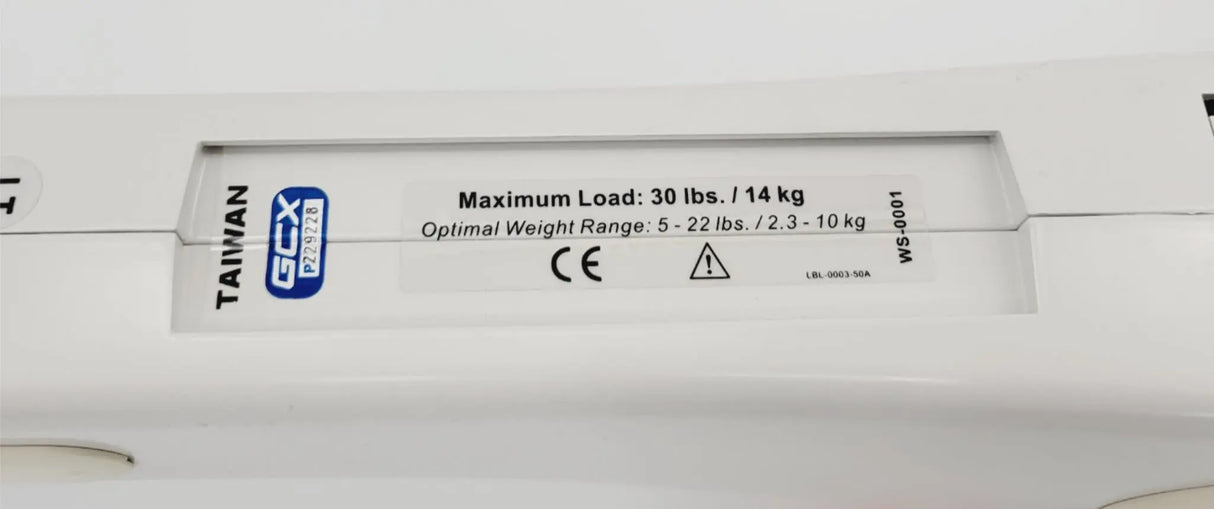 TAIWAN
GCX
P229228
Maximum Load: 30 lbs. / 14 kg
Optimal Weight Range: 5 - 22 lbs. / 2.3 - 10 kg
CE
LBL-0003-50A
WS-0001